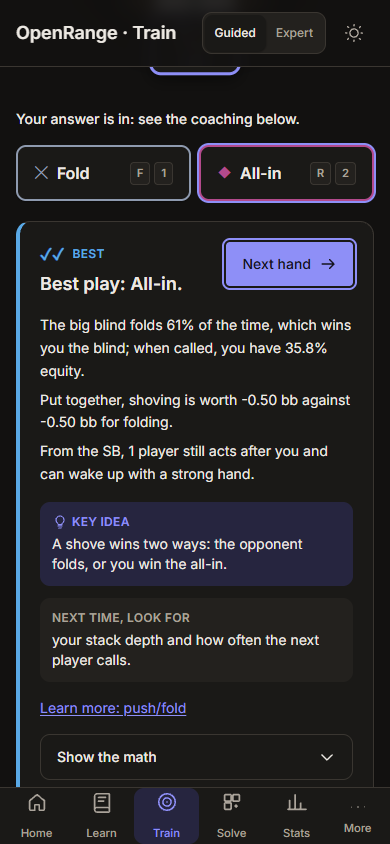 OpenRange · Train
Guided
Expert
Your answer is in: see the coaching below.
Fold
F
1
All-in
R
2
BEST
Best play: All-in.
Next hand
The big blind folds 61% of the time, which wins
you the blind; when called, you have 35.8%
equity.
Put together, shoving is worth -0.50 bb against
-0.50 bb for folding.
From the SB, 1 player still acts after you and
can wake up with a strong hand.
KEY IDEA
A shove wins two ways: the opponent
folds, or you win the all-in.
NEXT TIME, LOOK FOR
your stack depth and how often the next
player calls.
Learn more: push/fold
Show the math
Home
Learn
Train
Solve
Stats
More